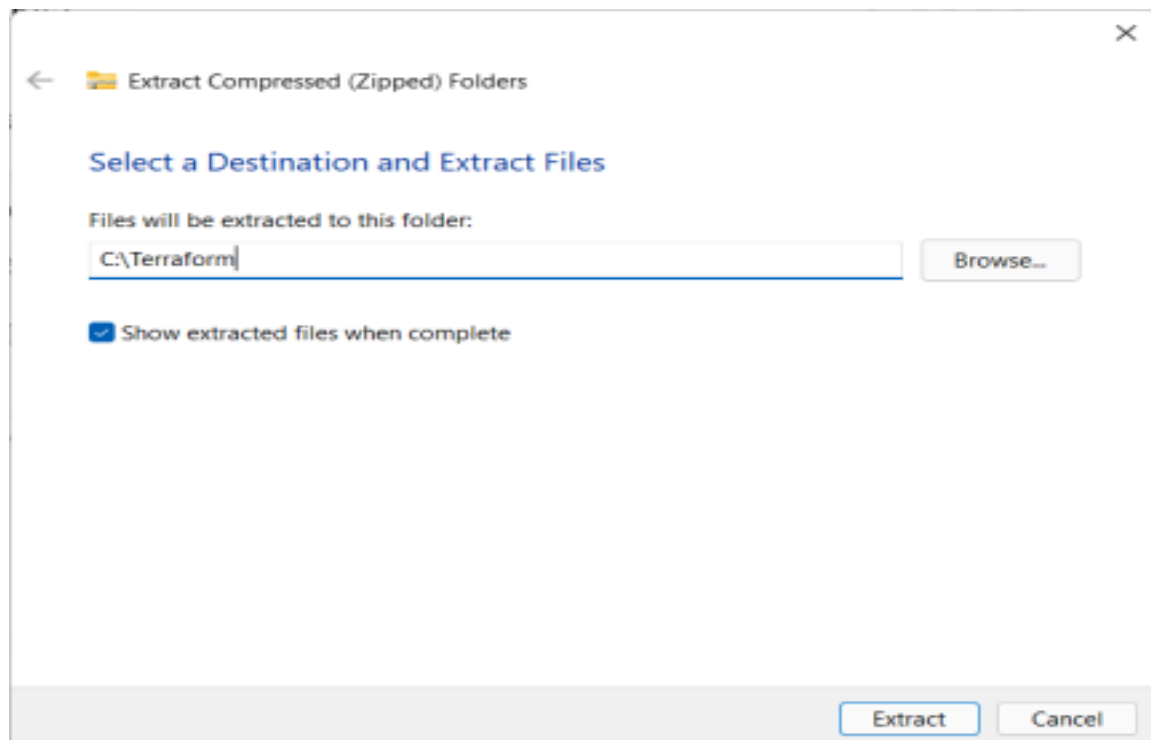 Extract Compressed (Zipped) Folders
Select a Destination and Extract Files
Files will be extracted to this folder:
C:\Terraform
Browse...
Show extracted files when complete
Extract
Cancel